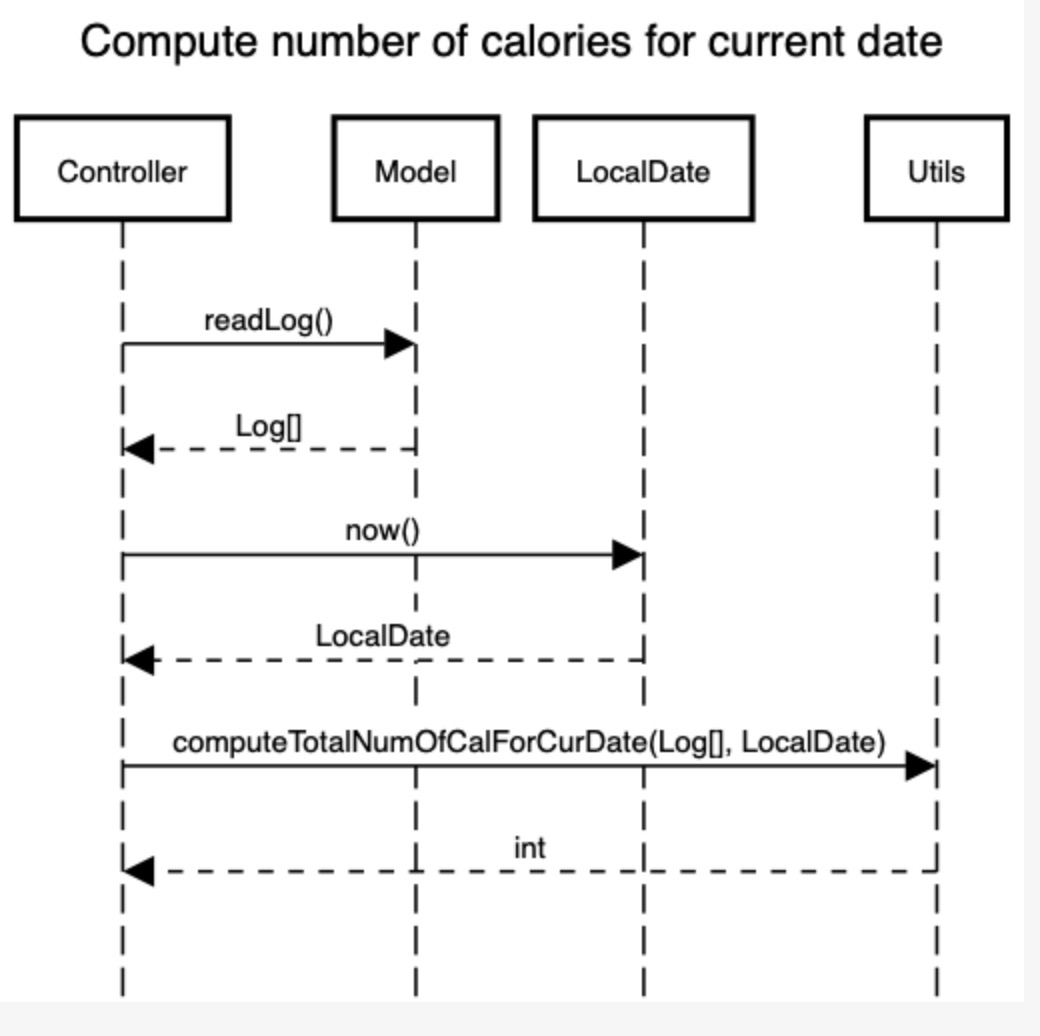 Compute number of calories for current date
Controller
Model
LocalDate
Utils
readLog()
Log[]
now()
LocalDate
computeTotalNumOfCalForCurDate(Log[], LocalDate)
int